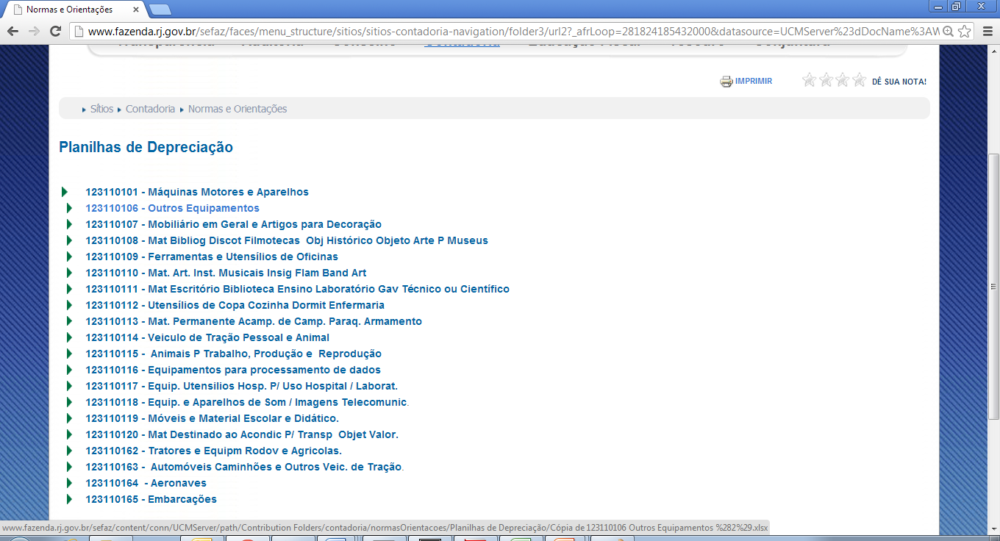 Normas e Orientações
www.fazenda.rj.gov.br/sefaz/faces/menu_structure/sitios/sitios-contadoria-navigation/folder3/url2?_afrLoop=281824185432000&datasource=UCMServer%23dDocName%3AW
Transparência Auditoria Conselho Contadoria Educação Fiscal Tesouro Conjuntura
IMPRIMIR DÊ SUA NOTA!
Sítios Contadoria Normas e Orientações
Planilhas de Depreciação
123110101 - Máquinas Motores e Aparelhos
123110106 - Outros Equipamentos
123110107 - Mobiliário em Geral e Artigos para Decoração
123110108 - Mat Bibliog Discot Filmotecas  Obj Histórico Objeto Arte P Museus
123110109 - Ferramentas e Utensílios de Oficinas
123110110 - Mat. Art. Inst. Musicais Insig Flam Band Art
123110111 - Mat Escritório Biblioteca Ensino Laboratório Gav Técnico ou Científico
123110112 - Utensílios de Copa Cozinha Dormit Enfermaria
123110113 - Mat. Permanente Acamp. de Camp. Paraq. Armamento
123110114 - Veiculo de Tração Pessoal e Animal
123110115 -  Animais P Trabalho, Produção e  Reprodução
123110116 - Equipamentos para processamento de dados
123110117 - Equip. Utensilios Hosp. P/ Uso Hospital / Laborat.
123110118 - Equip. e Aparelhos de Som / Imagens Telecomunic.
123110119 - Móveis e Material Escolar e Didático.
123110120 - Mat Destinado ao Acondic P/ Transp  Objet Valor.
123110162 - Tratores e Equipm Rodov e Agricolas.
123110163 -  Automóveis Caminhões e Outros Veic. de Tração.
123110164  - Aeronaves
123110165 - Embarcações
www.fazenda.rj.gov.br/sefaz/content/conn/UCMServer/path/Contribution Folders/contadoria/normasOrientacoes/Planilhas de Depreciação/Cópia de 123110106 Outros Equipamentos %282%29.xlsx